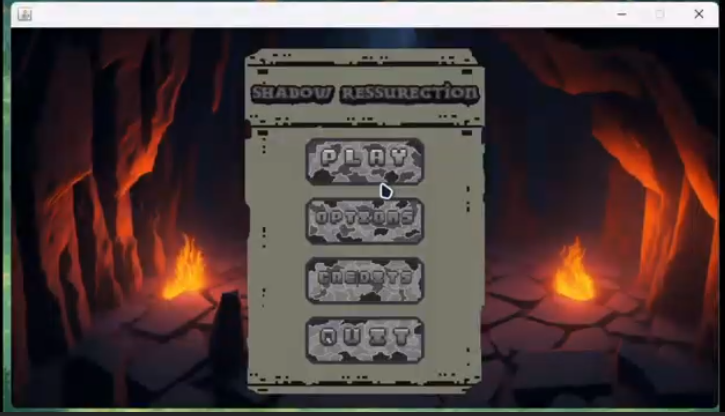 SHADOW RESSURECTION
PLAY
OPTIONS
CREDITS
QUIT